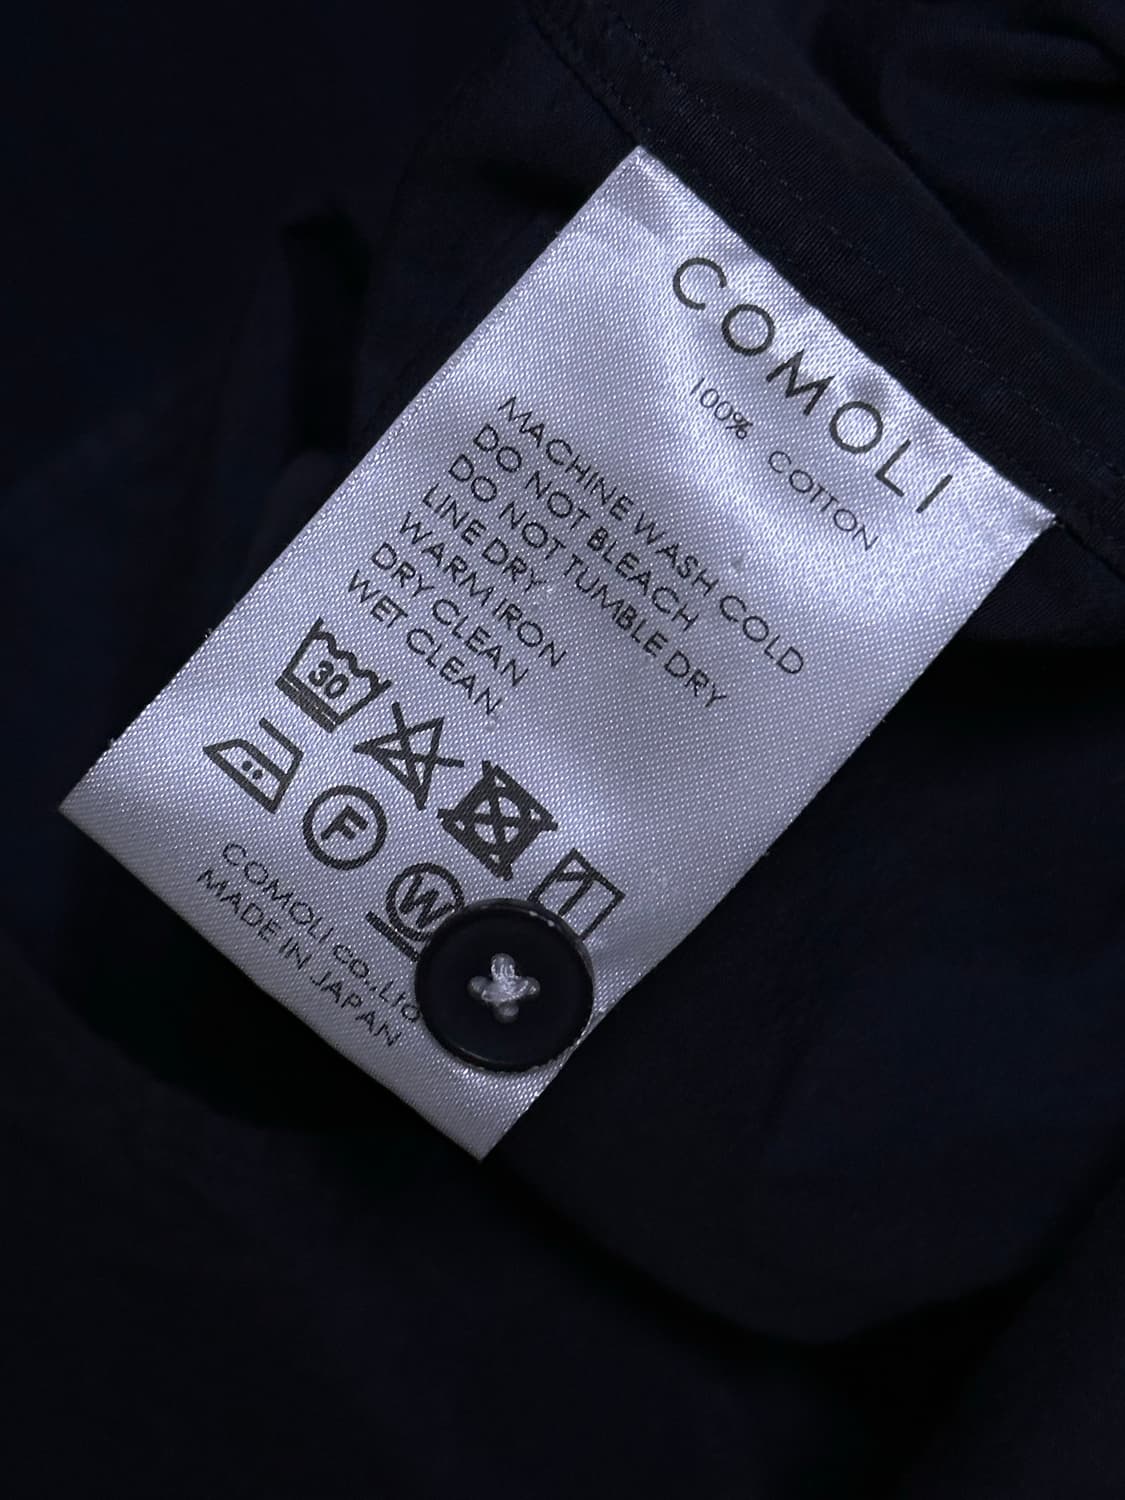 COMOLI
100% COTTON
MACHINE WASH COLD
DO NOT BLEACH
DO NOT TUMBLE DRY
LINE DRY
WARM IRON
DRY CLEAN
WET CLEAN.
30
F
W
COMOLI co.,Ltd
MADE IN JAPAN